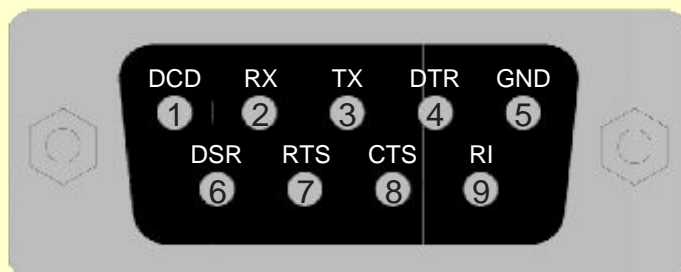 DCD RX TX DTR GND
1 2 3 4 5
DSR RTS CTS RI
6 7 8 9